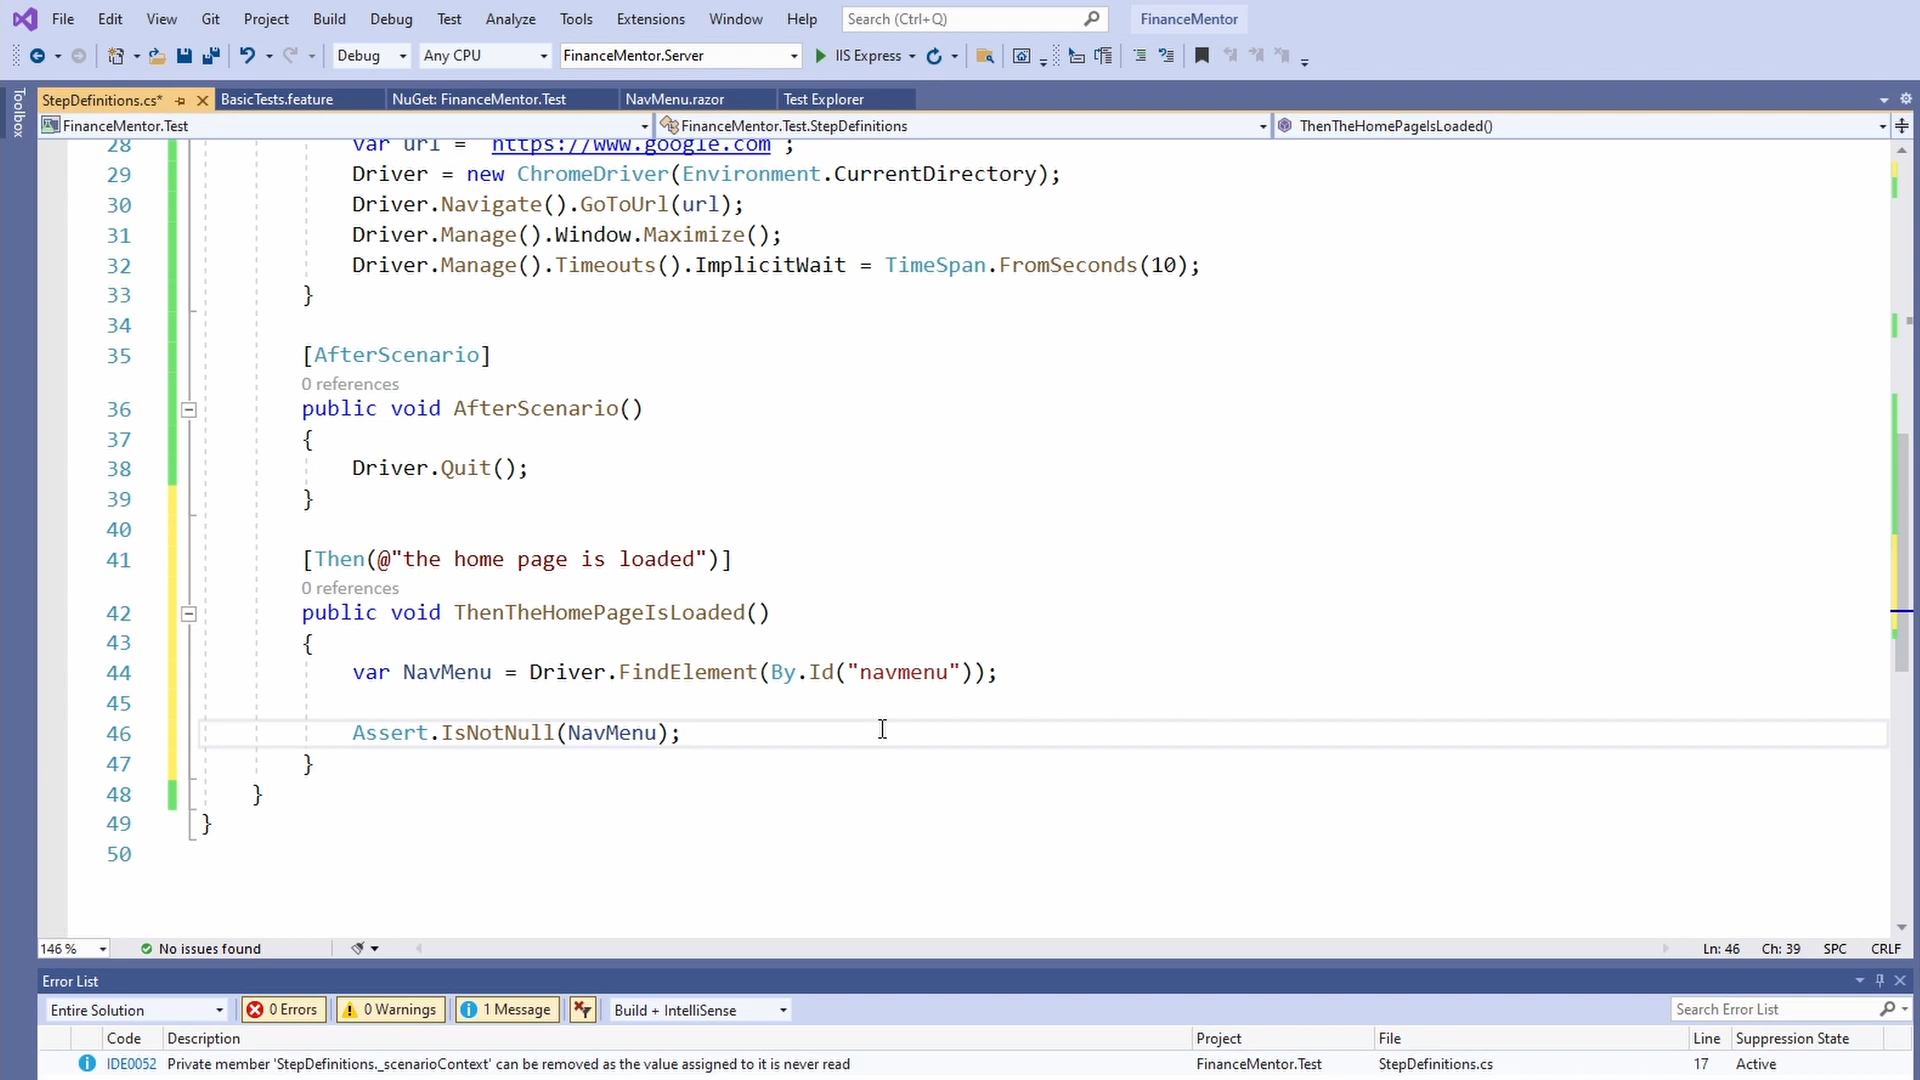 File Edit View Git Project Build Debug Test Analyze Tools Extensions Window Help Search (Ctrl+Q) FinanceMentor
Debug Any CPU FinanceMentor.Server IIS Express
Toolbox
StepDefinitions.cs* BasicTests.feature NuGet: FinanceMentor.Test NavMenu.razor Test Explorer
FinanceMentor.Test FinanceMentor.Test.StepDefinitions ThenTheHomePageIsLoaded()
28 var url = "https://www.google.com";
29 Driver = new ChromeDriver(Environment.CurrentDirectory);
30 Driver.Navigate().GoToUrl(url);
31 Driver.Manage().Window.Maximize();
32 Driver.Manage().Timeouts().ImplicitWait = TimeSpan.FromSeconds(10);
33 }
34
35 [AfterScenario]
0 references
36 public void AfterScenario()
37 {
38 Driver.Quit();
39 }
40
41 [Then(@"the home page is loaded")]
0 references
42 public void ThenTheHomePageIsLoaded()
43 {
44 var NavMenu = Driver.FindElement(By.Id("navmenu"));
45
46 Assert.IsNotNull(NavMenu);
47 }
48 }
49 }
50
146 % No issues found Ln: 46 Ch: 39 SPC CRLF
Error List
Entire Solution 0 Errors 0 Warnings 1 Message Build + IntelliSense Search Error List
Code Description Project File Line Suppression State
IDE0052 Private member 'StepDefinitions._scenarioContext' can be removed as the value assigned to it is never read FinanceMentor.Test StepDefinitions.cs 17 Active